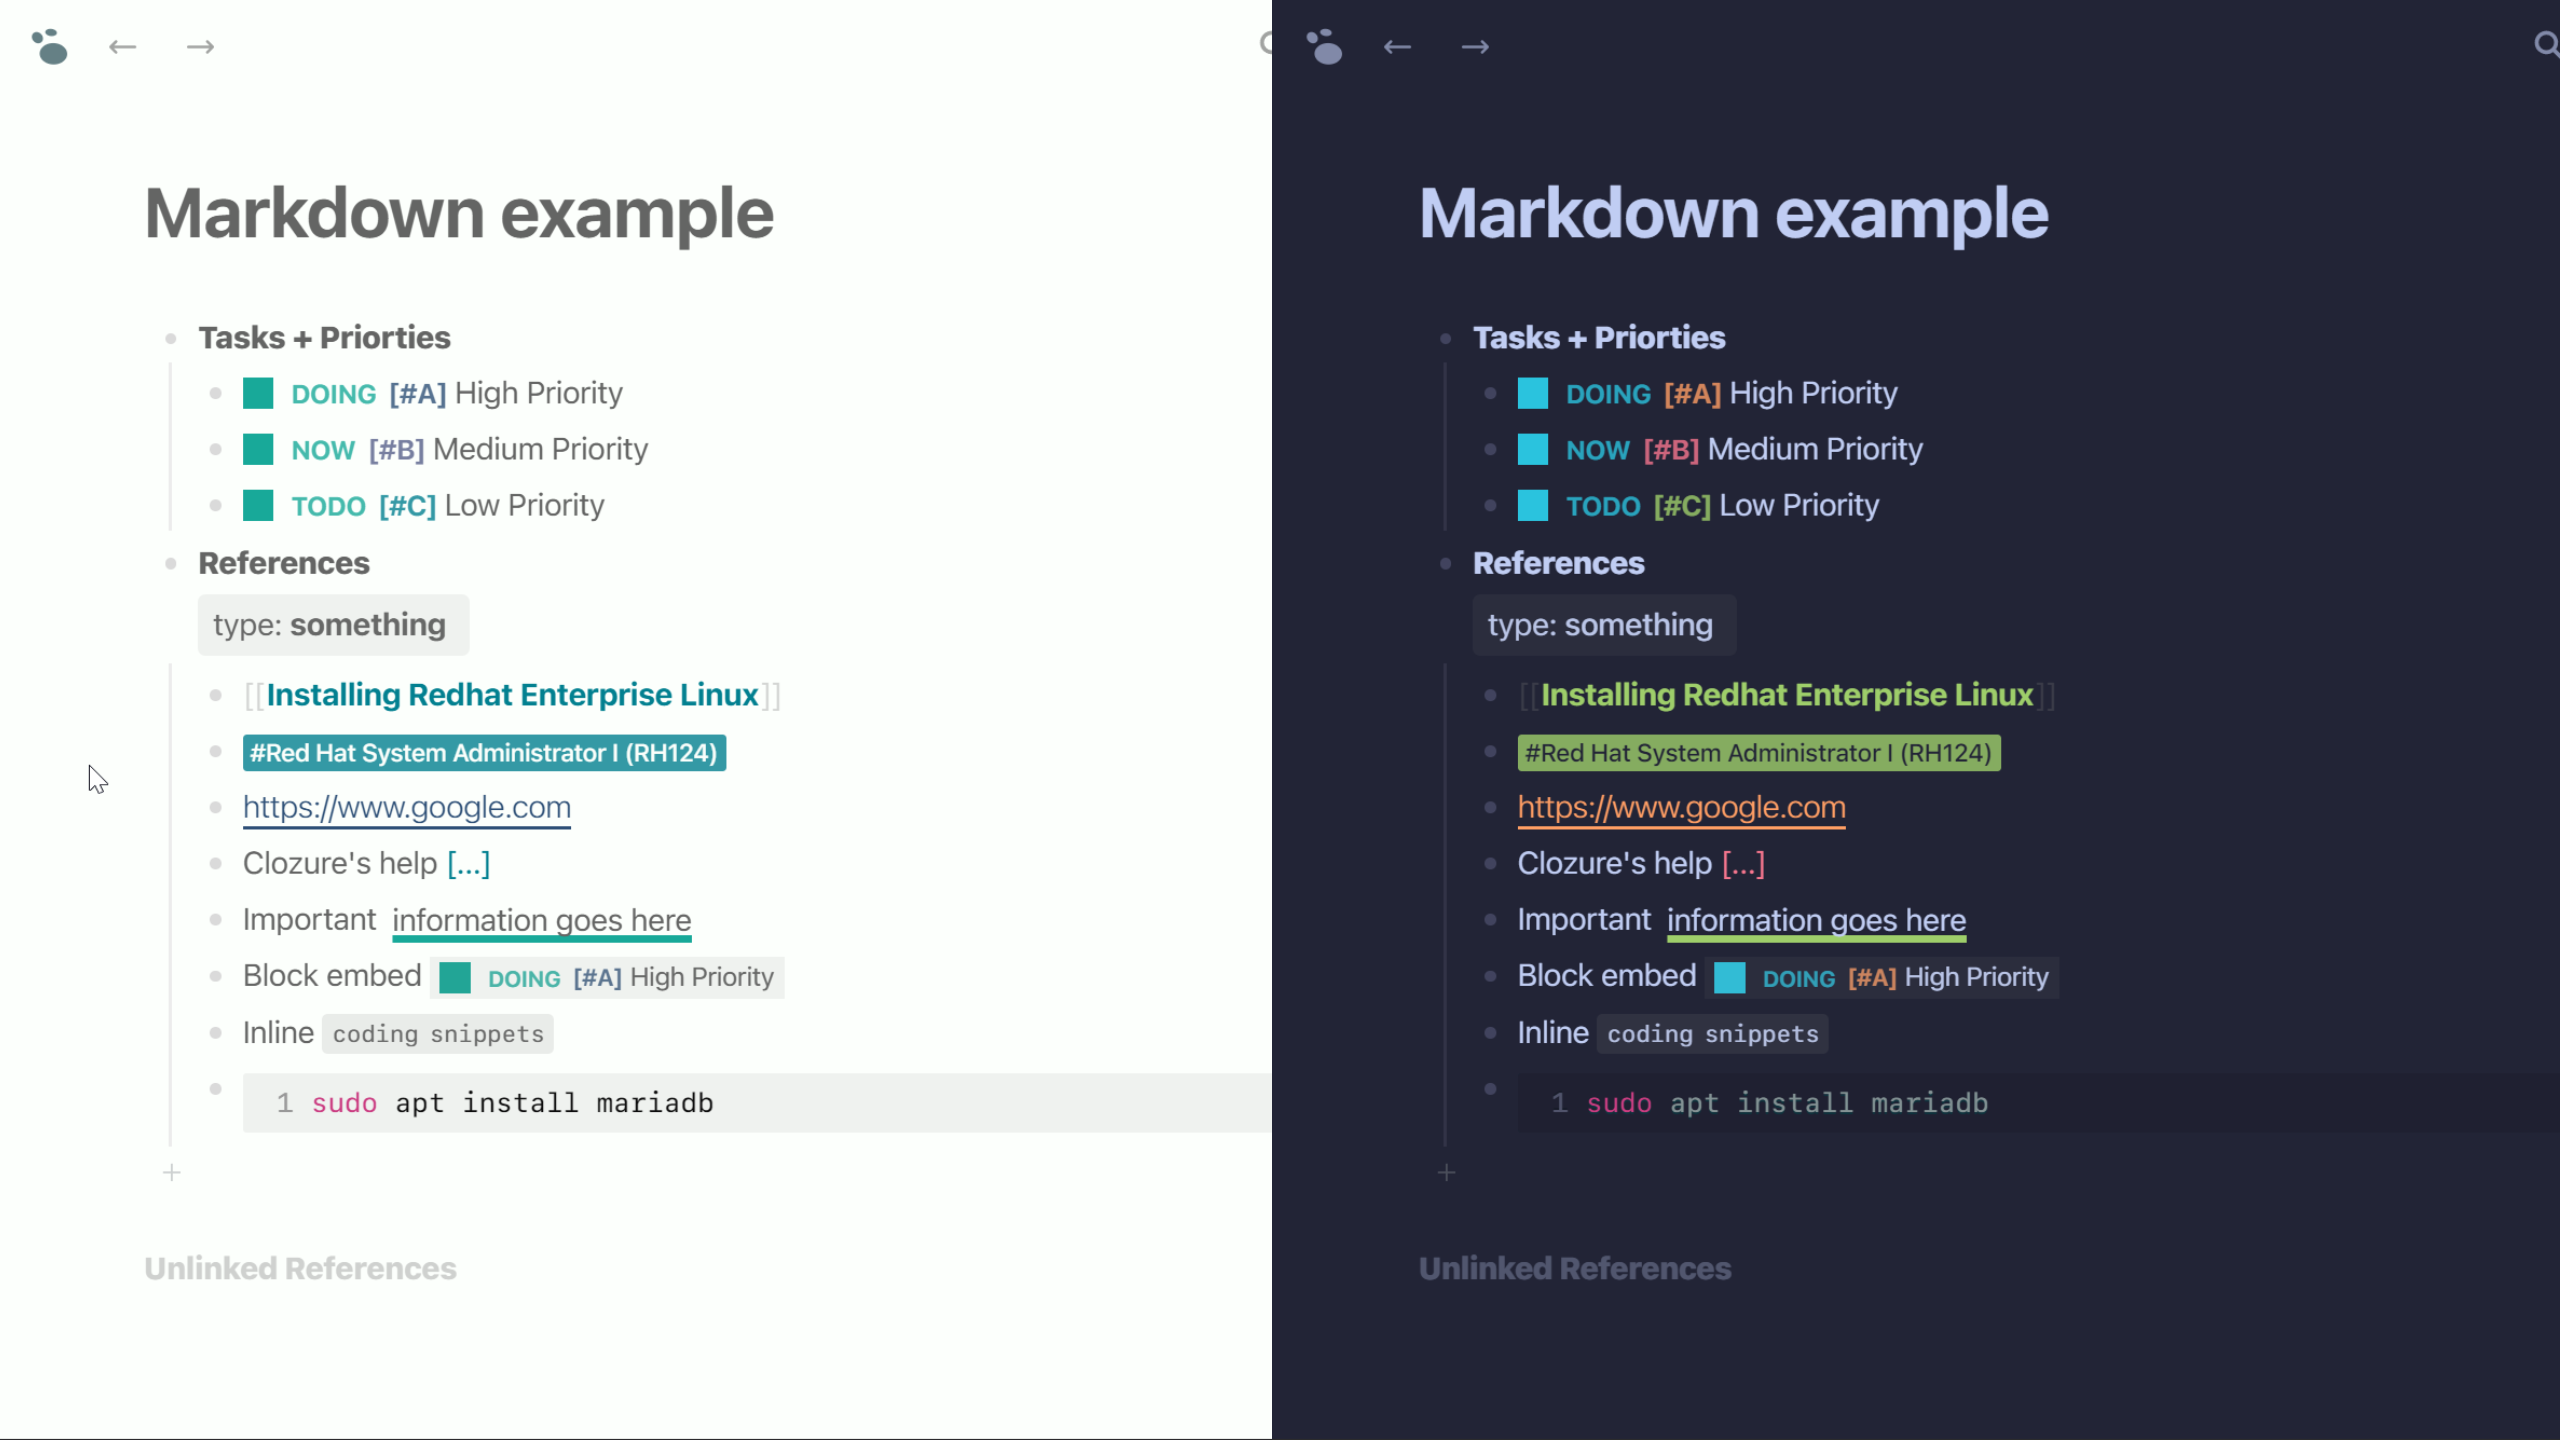 Markdown example
Tasks + Priorties
DOING [#A] High Priority
NOW [#B] Medium Priority
TODO [#C] Low Priority
References
type: something
[[Installing Redhat Enterprise Linux]]
#Red Hat System Administrator I (RH124)
https://www.google.com
Clozure's help [...]
Important information goes here
Block embed DOING [#A] High Priority
Inline coding snippets
1 sudo apt install mariadb
Unlinked References
Markdown example
Tasks + Priorties
DOING [#A] High Priority
NOW [#B] Medium Priority
TODO [#C] Low Priority
References
type: something
[[Installing Redhat Enterprise Linux]]
#Red Hat System Administrator I (RH124)
https://www.google.com
Clozure's help [...]
Important information goes here
Block embed DOING [#A] High Priority
Inline coding snippets
1 sudo apt install mariadb
Unlinked References